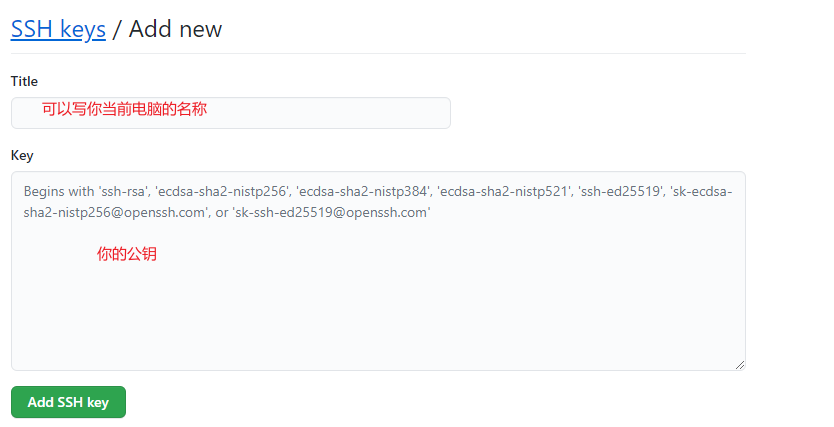 SSH keys / Add new
Title
可以写你当前电脑的名称
Key
Begins with 'ssh-rsa', 'ecdsa-sha2-nistp256', 'ecdsa-sha2-nistp384', 'ecdsa-sha2-nistp521', 'ssh-ed25519', 'sk-ecdsa-
sha2-nistp256@openssh.com', or 'sk-ssh-ed25519@openssh.com'
你的公钥
Add SSH key